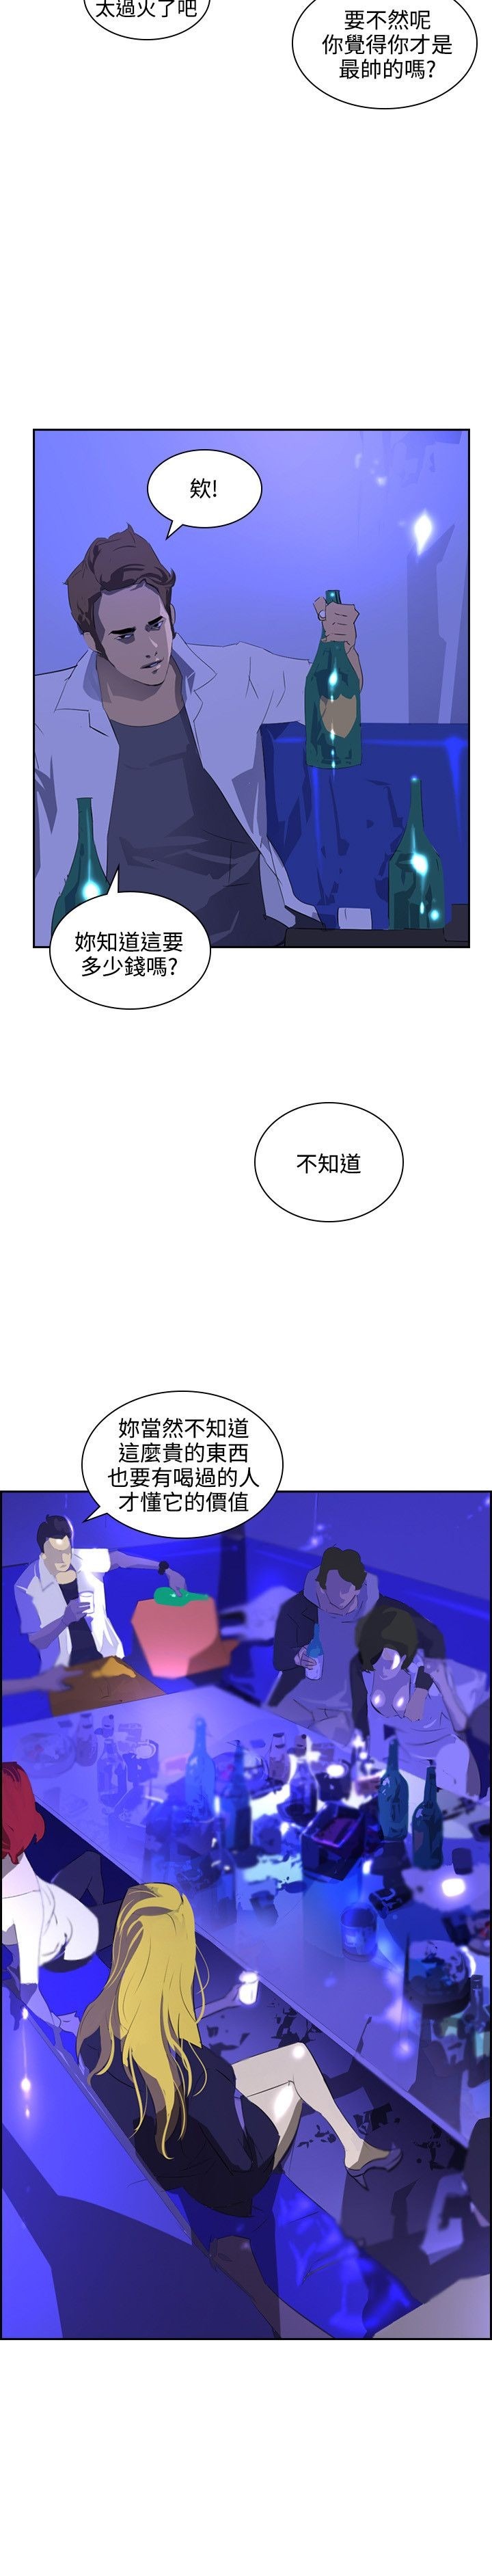 太過火了吧
要不然呢
你覺得你才是
最帥的嗎?
欸!
妳知道這要
多少錢嗎?
不知道
妳當然不知道
這麼貴的東西
也要有喝過的人
才懂它的價值